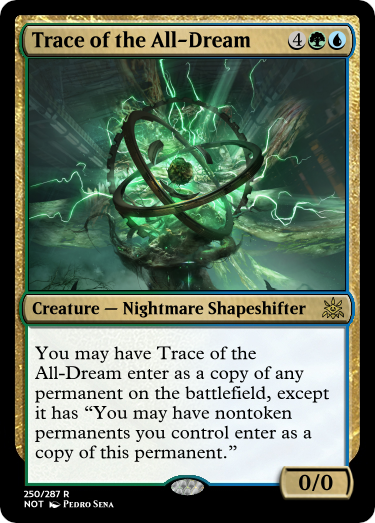 Trace of the All-Dream 4
Creature — Nightmare Shapeshifter
You may have Trace of the
All-Dream enter as a copy of any
permanent on the battlefield, except
it has “You may have nontoken
permanents you control enter as a
copy of this permanent.”
0/0
250/287 R
NOT Pedro Sena